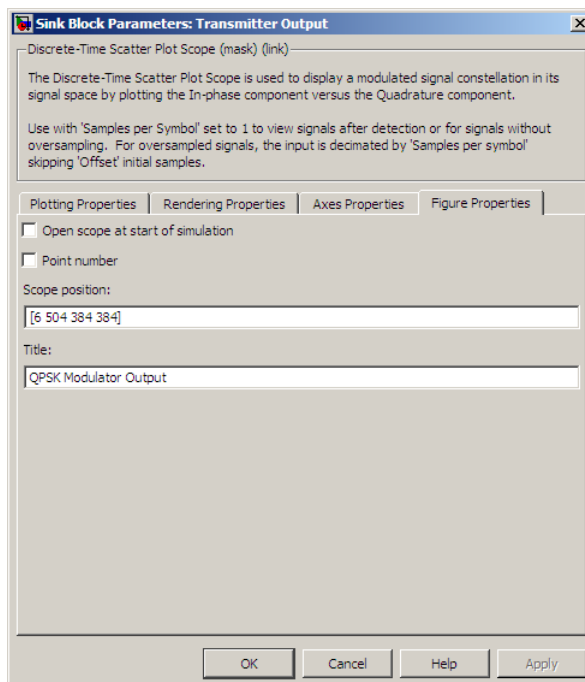 Sink Block Parameters: Transmitter Output
Discrete-Time Scatter Plot Scope (mask) (link)
The Discrete-Time Scatter Plot Scope is used to display a modulated signal constellation in its
signal space by plotting the In-phase component versus the Quadrature component.
Use with 'Samples per Symbol' set to 1 to view signals after detection or for signals without
oversampling. For oversampled signals, the input is decimated by 'Samples per symbol'
skipping 'Offset' initial samples.
Plotting Properties Rendering Properties Axes Properties Figure Properties
Open scope at start of simulation
Point number
Scope position:
[6 504 384 384]
Title:
QPSK Modulator Output
OK Cancel Help Apply